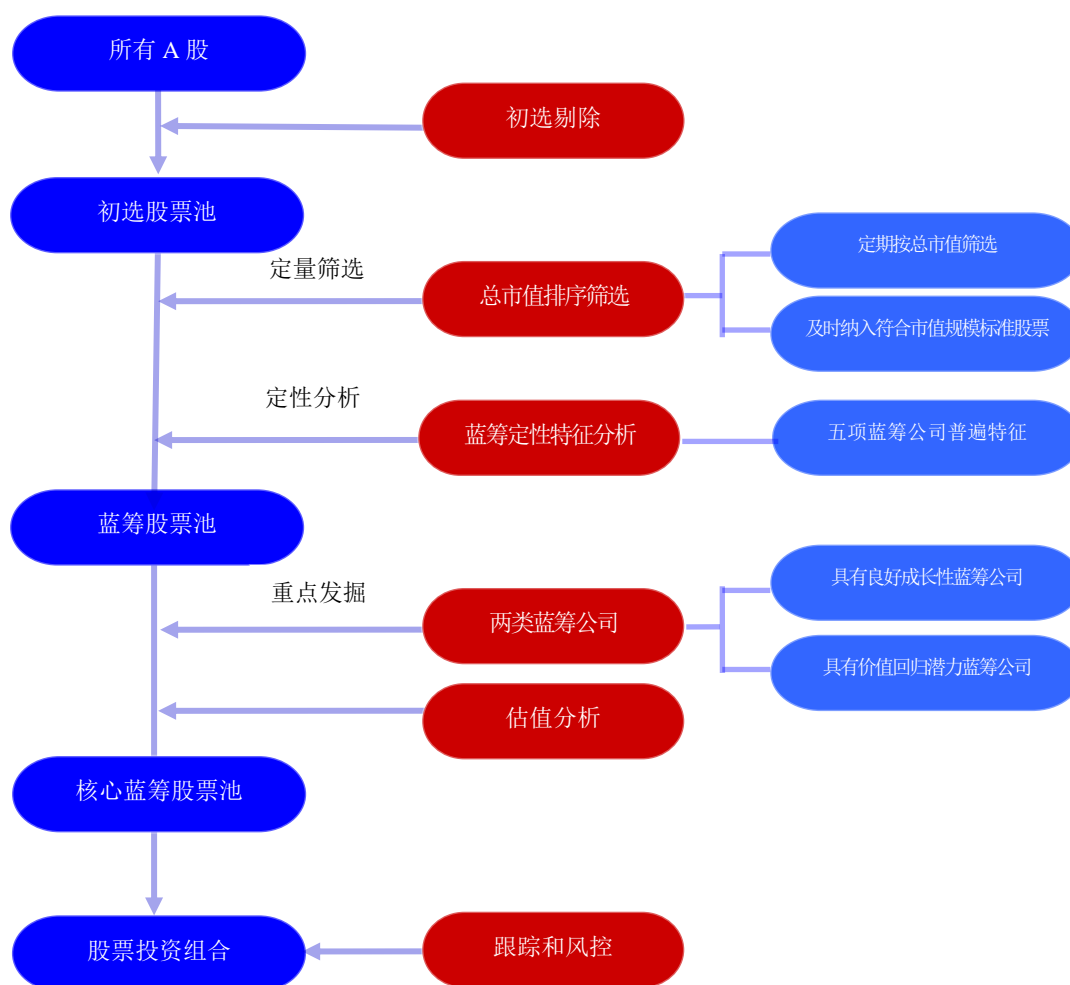 所有 A 股
初选剔除
初选股票池
定期按总市值筛选
定量筛选
总市值排序筛选
及时纳入符合市值规模标准股票
定性分析
蓝筹定性特征分析
五项蓝筹公司普遍特征
蓝筹股票池
具有良好成长性蓝筹公司
重点发掘
两类蓝筹公司
具有价值回归潜力蓝筹公司
估值分析
核心蓝筹股票池
股票投资组合
跟踪和风控